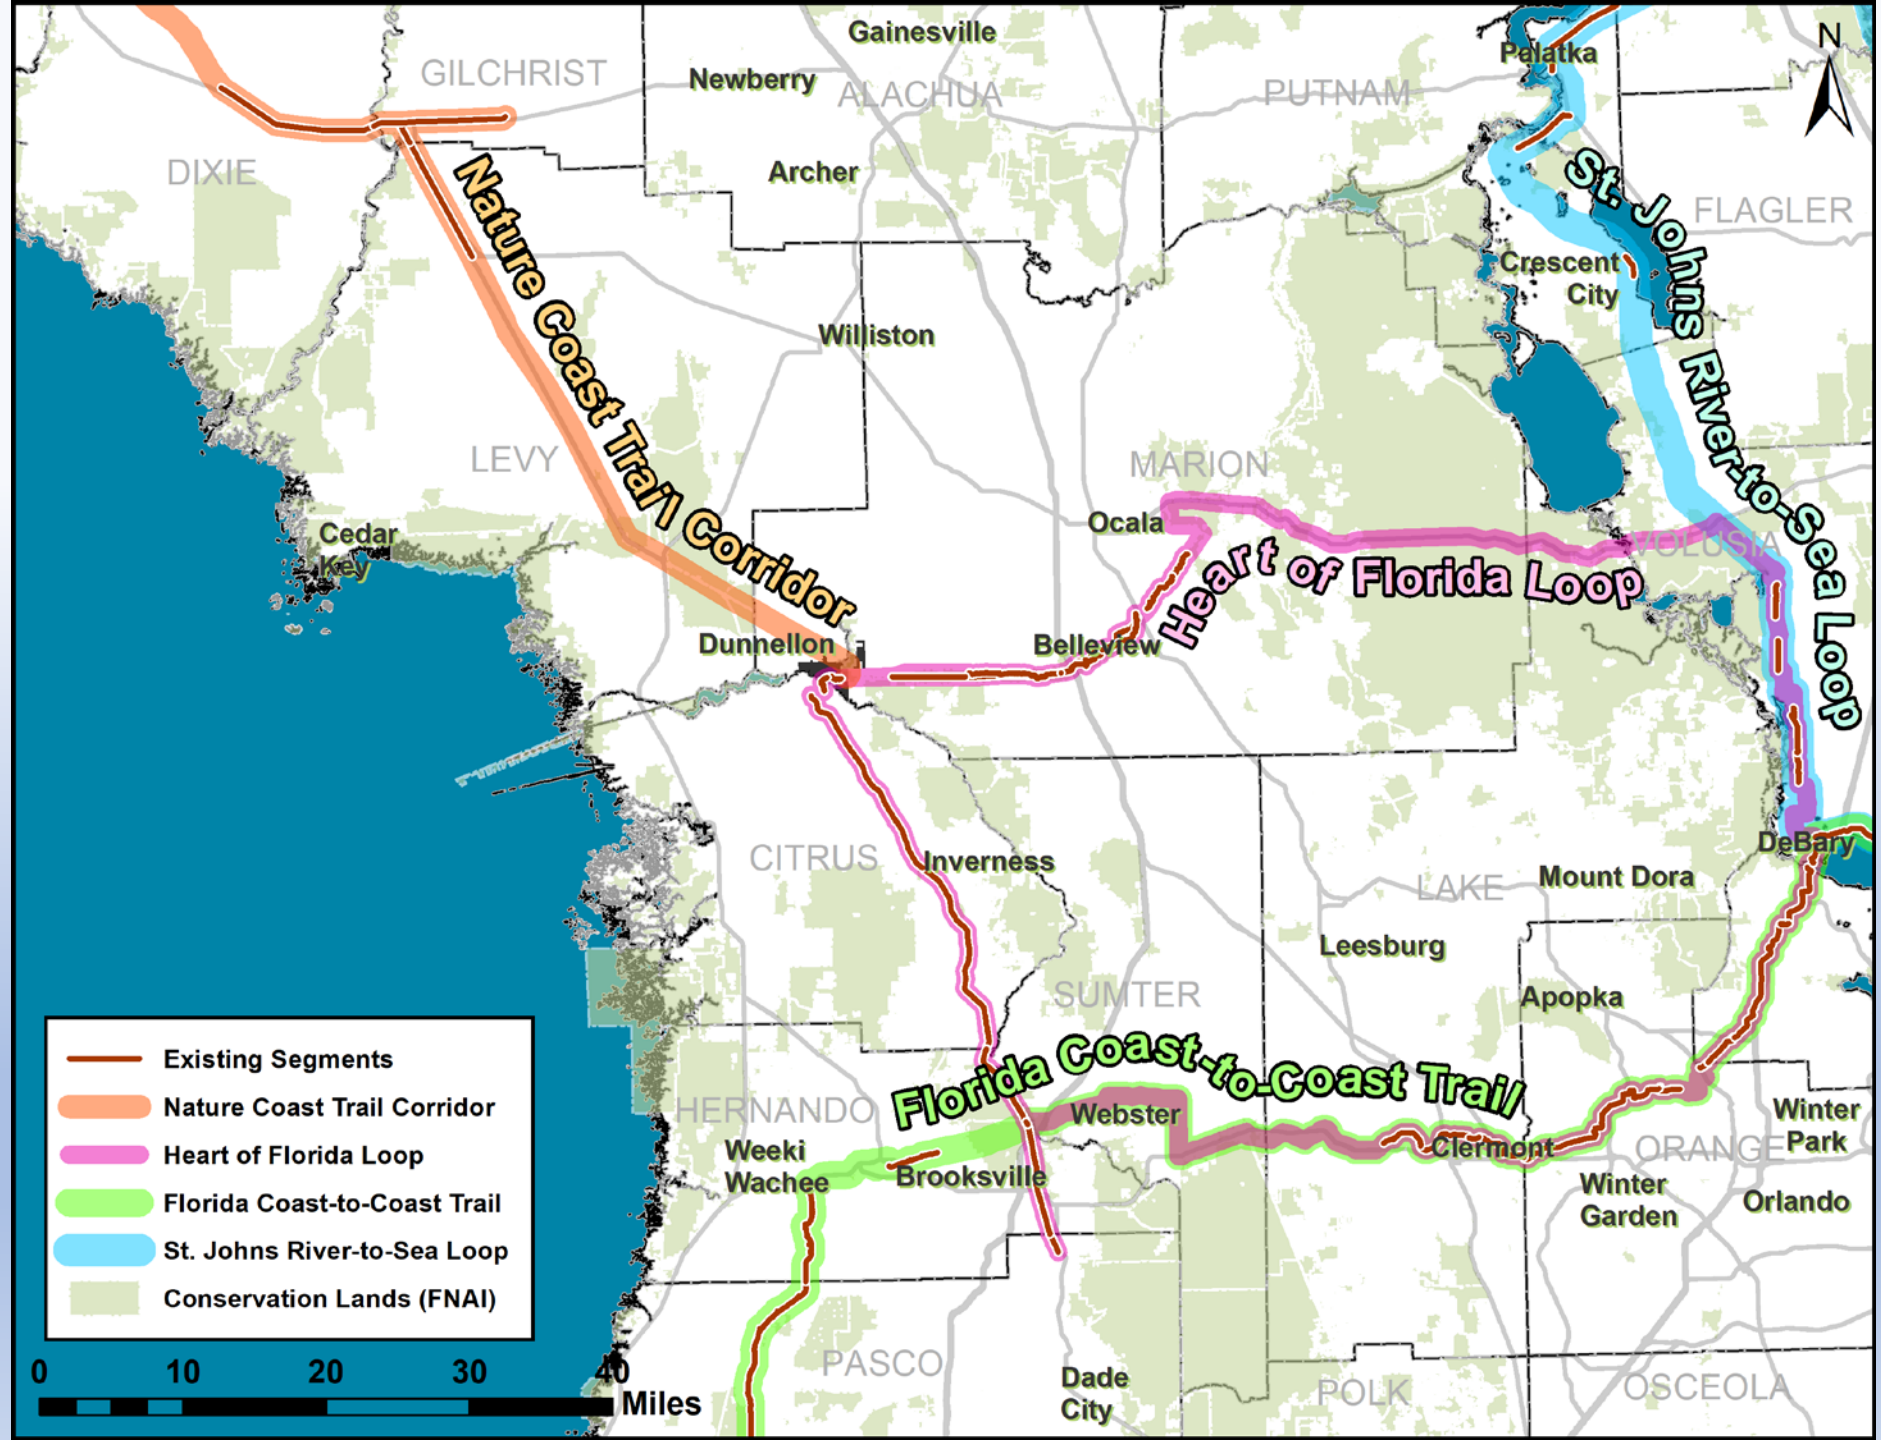 Gainesville
N
Palatka
GILCHRIST
Newberry
ALACHUA
PUTNAM
DIXIE
Archer
Nature Coast Trail Corridor
St. Johns River-to-Sea Loop
FLAGLER
Crescent
City
Williston
LEVY
MARION
Ocala
Cedar
Key
VOLUSIA
Heart of Florida Loop
Dunnellon
Belleview
DeBary
CITRUS
Inverness
LAKE
Mount Dora
Leesburg
SUMTER
Apopka
Florida Coast-to-Coast Trail
HERNANDO
Webster
Winter
Park
Weeki
Wachee
Brooksville
Clermont
ORANGE
Winter
Garden
Orlando
Existing Segments
Nature Coast Trail Corridor
Heart of Florida Loop
Florida Coast-to-Coast Trail
St. Johns River-to-Sea Loop
Conservation Lands (FNAI)
0 10 20 30 40
Miles
PASCO
Dade
City
POLK
OSCEOLA